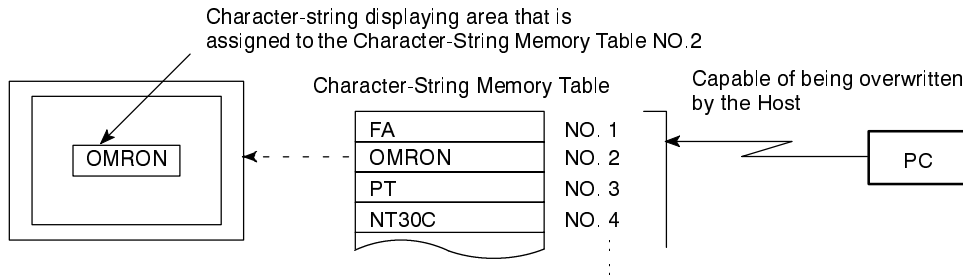 Character-string displaying area that is
assigned to the Character-String Memory Table NO.2
Character-String Memory Table
Capable of being overwritten
by the Host
FA NO. 1
OMRON OMRON NO. 2
PT NO. 3
NT30C NO. 4
PC